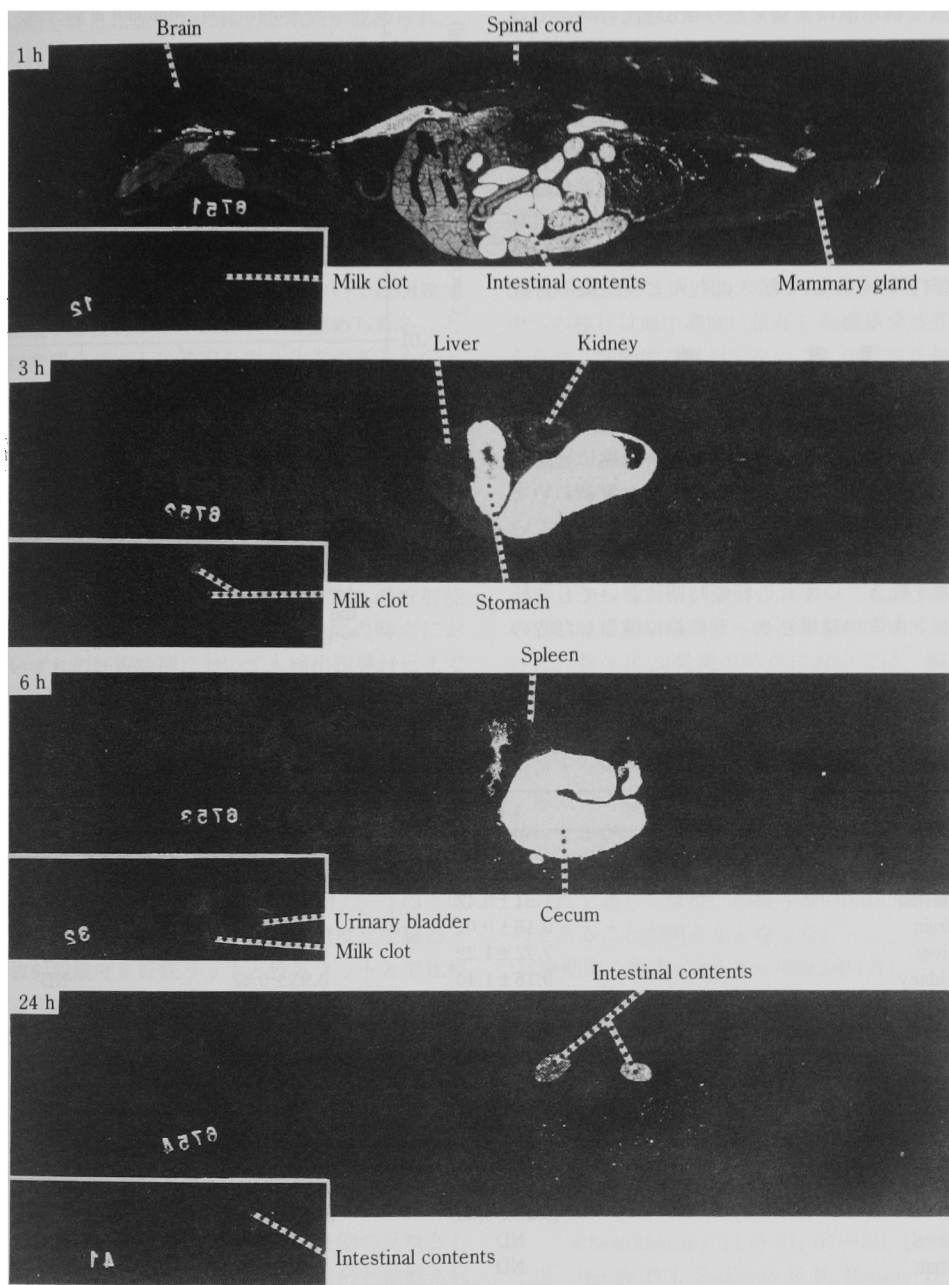 Brain
Spinal cord
1 h
6751
Milk clot
Intestinal contents
Mammary gland
Liver
Kidney
3 h
6752
Milk clot
Stomach
Spleen
6 h
6753
Urinary bladder
Milk clot
Cecum
Intestinal contents
24 h
6754
Intestinal contents